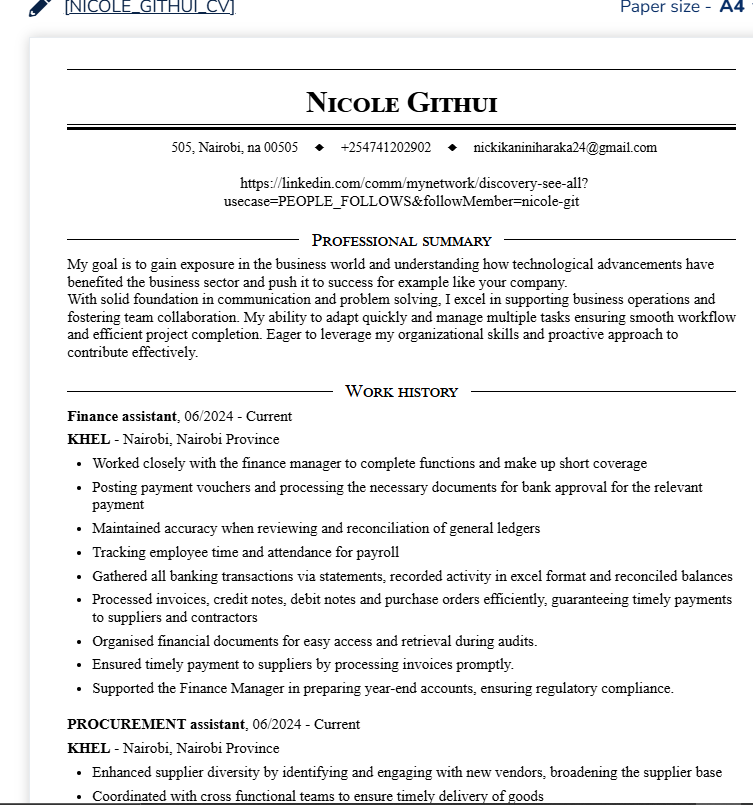 [NICOLE_GITHUI_CV]
Paper size - A4
Nicole Githui
505, Nairobi, na 00505 ◆ +254741202902 ◆ nickikaniniharaka24@gmail.com
https://linkedin.com/comm/mynetwork/discovery-see-all?
usecase=PEOPLE_FOLLOWS&followMember=nicole-git
Professional summary
My goal is to gain exposure in the business world and understanding how technological advancements have
benefited the business sector and push it to success for example like your company.
With solid foundation in communication and problem solving, I excel in supporting business operations and
fostering team collaboration. My ability to adapt quickly and manage multiple tasks ensuring smooth workflow
and efficient project completion. Eager to leverage my organizational skills and proactive approach to
contribute effectively.
Work history
Finance assistant, 06/2024 - Current
KHEL - Nairobi, Nairobi Province
• Worked closely with the finance manager to complete functions and make up short coverage
• Posting payment vouchers and processing the necessary documents for bank approval for the relevant
payment
• Maintained accuracy when reviewing and reconciliation of general ledgers
• Tracking employee time and attendance for payroll
• Gathered all banking transactions via statements, recorded activity in excel format and reconciled balances
• Processed invoices, credit notes, debit notes and purchase orders efficiently, guaranteeing timely payments
to suppliers and contractors
• Organised financial documents for easy access and retrieval during audits.
• Ensured timely payment to suppliers by processing invoices promptly.
• Supported the Finance Manager in preparing year-end accounts, ensuring regulatory compliance.
PROCUREMENT assistant, 06/2024 - Current
KHEL - Nairobi, Nairobi Province
• Enhanced supplier diversity by identifying and engaging with new vendors, broadening the supplier base
• Coordinated with cross functional teams to ensure timely delivery of goods